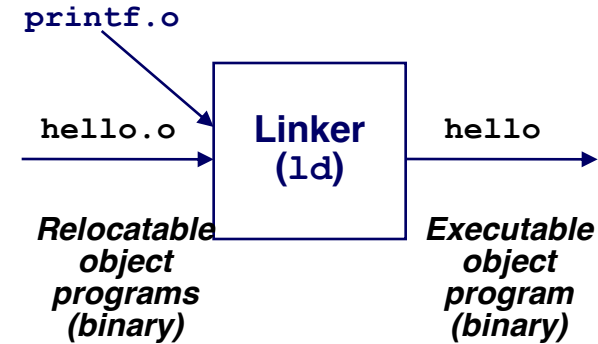 printf.o
hello.o
Linker
(ld)
hello
Relocatable
object
programs
(binary)
Executable
object
program
(binary)